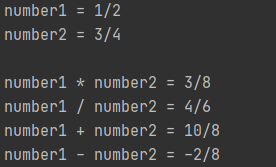 number1 = 1/2
number2 = 3/4
number1 * number2 = 3/8
number1 / number2 = 4/6
number1 + number2 = 10/8
number1 - number2 = -2/8